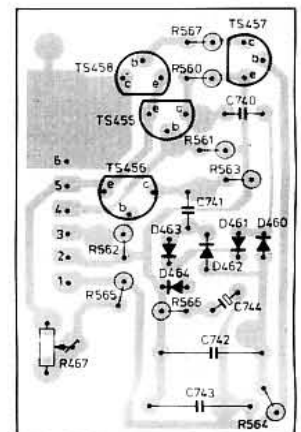 R567
TS457
c
b
e
TS458
b
c e
R560
C740
TS455
e c
b
R561
6
TS456
5
e c
R563
4
b
C741
3
R562
D463
D461
D460
2
D462
1
D464
R565
R566
C744
R467
C742
C743
R564